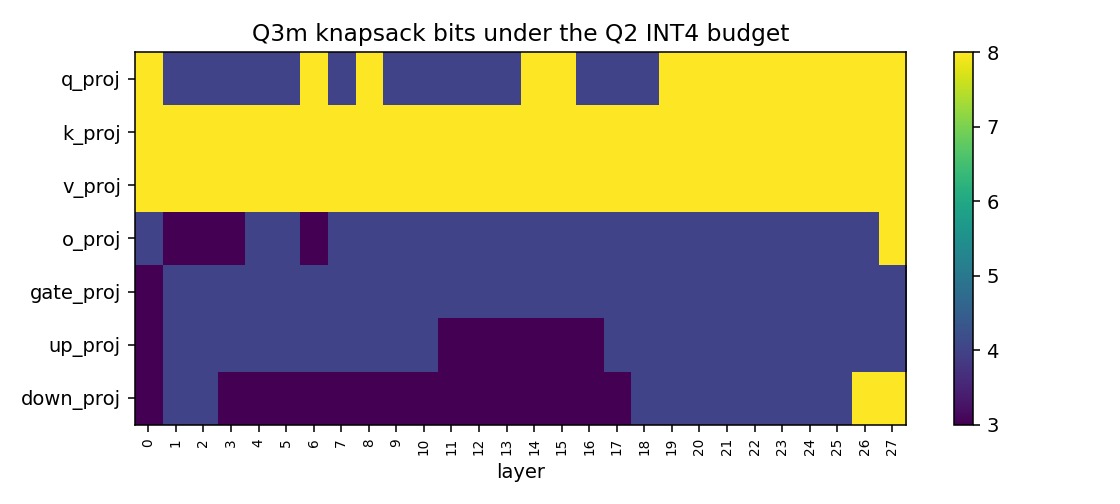 Q3m knapsack bits under the Q2 INT4 budget
q_proj
k_proj
v_proj
o_proj
gate_proj
up_proj
down_proj
0 1 2 3 4 5 6 7 8 9 10 11 12 13 14 15 16 17 18 19 20 21 22 23 24 25 26 27
layer
8
7
6
5
4
3